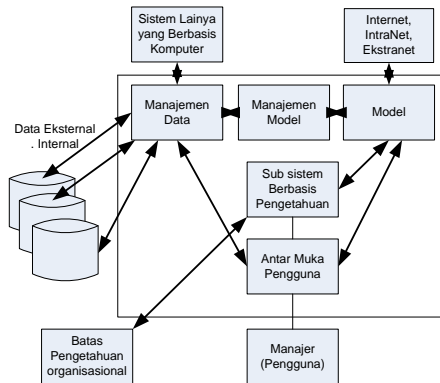 Sistem Lainya
yang Berbasis
Komputer
Internet,
IntraNet,
Ekstranet
Data Eksternal
. Internal
Manajemen
Data
Manajemen
Model
Model
Sub sistem
Berbasis
Pengetahuan
Antar Muka
Pengguna
Batas
Pengetahuan
organisasional
Manajer
(Pengguna)